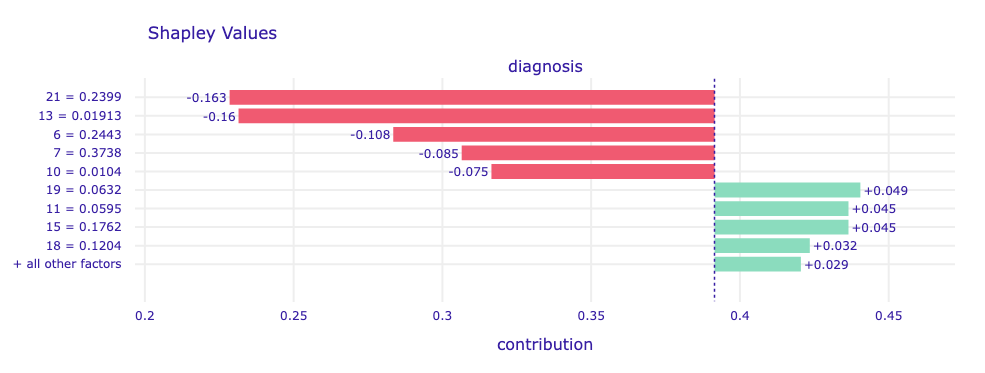 Shapley Values
diagnosis
21 = 0.2399
-0.163
13 = 0.01913
-0.16
6 = 0.2443
-0.108
7 = 0.3738
-0.085
10 = 0.0104
-0.075
19 = 0.0632
+0.049
11 = 0.0595
+0.045
15 = 0.1762
+0.045
18 = 0.1204
+0.032
+ all other factors
+0.029
0.2
0.25
0.3
0.35
0.4
0.45
contribution